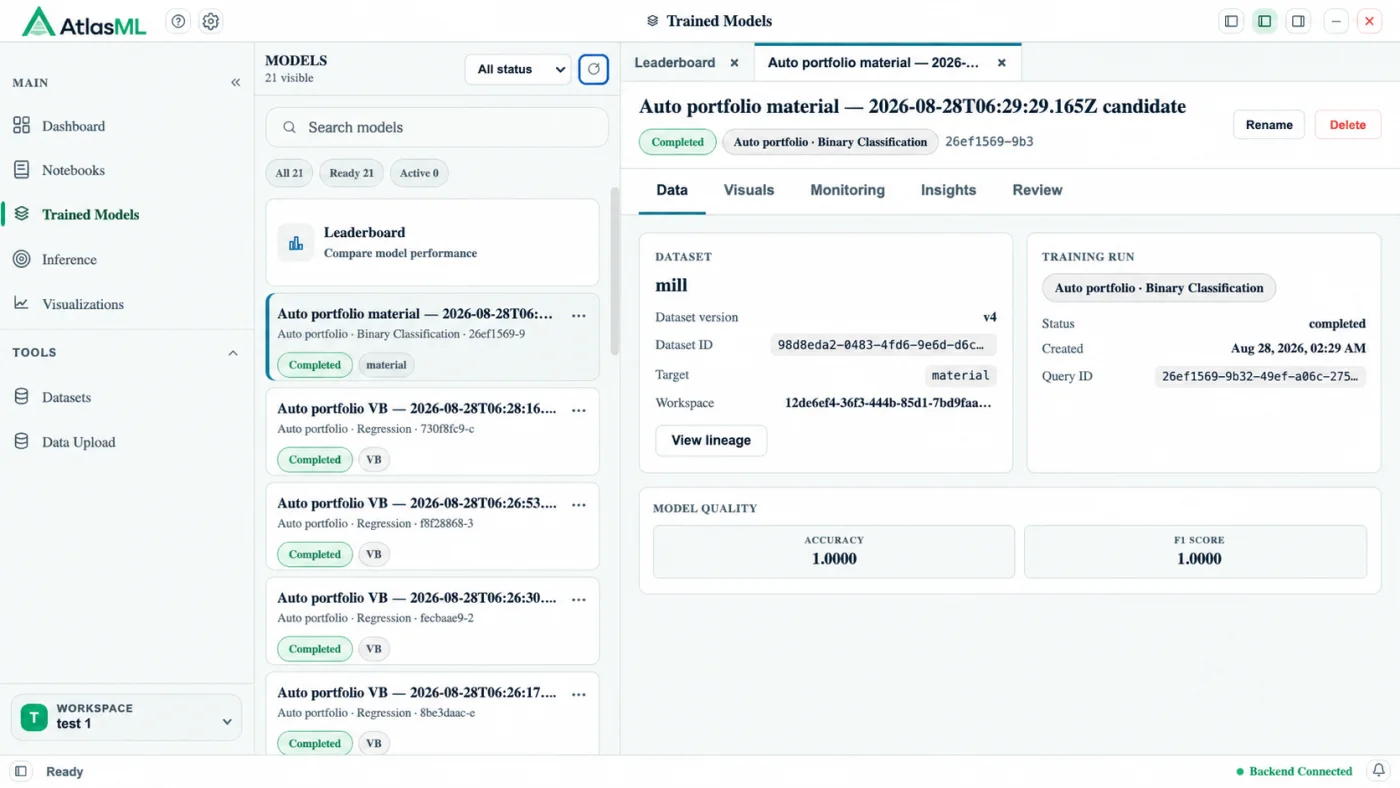 AtlasML
Trained Models
MAIN
Dashboard
Notebooks
Trained Models
Inference
Visualizations
TOOLS
Datasets
Data Upload
WORKSPACE
T
test 1
MODELS
21 visible
All status
Search models
All 21
Ready 21
Active 0
Leaderboard
Compare model performance
Auto portfolio material — 2026-08-28T06:...
Auto portfolio · Binary Classification · 26ef1569-9
Completed
material
Auto portfolio VB — 2026-08-28T06:28:16....
Auto portfolio · Regression · 730f8fc9-c
Completed
VB
Auto portfolio VB — 2026-08-28T06:26:53....
Auto portfolio · Regression · f8f28868-3
Completed
VB
Auto portfolio VB — 2026-08-28T06:26:30....
Auto portfolio · Regression · fecbaae9-2
Completed
VB
Auto portfolio VB — 2026-08-28T06:26:17....
Auto portfolio · Regression · 8be3daac-e
Completed
VB
Leaderboard
Auto portfolio material — 2026-...
Auto portfolio material — 2026-08-28T06:29:29.165Z candidate
Completed
Auto portfolio · Binary Classification
26ef1569-9b3
Rename
Delete
Data
Visuals
Monitoring
Insights
Review
DATASET
mill
Dataset version v4
Dataset ID 98d8eda2-0483-4fd6-9e6d-d6c…
Target material
Workspace 12de6ef4-36f3-444b-85d1-7bd9faa...
View lineage
TRAINING RUN
Auto portfolio · Binary Classification
Status completed
Created Aug 28, 2026, 02:29 AM
Query ID 26ef1569-9b32-49ef-a06c-275…
MODEL QUALITY
ACCURACY
1.0000
F1 SCORE
1.0000
Ready
Backend Connected